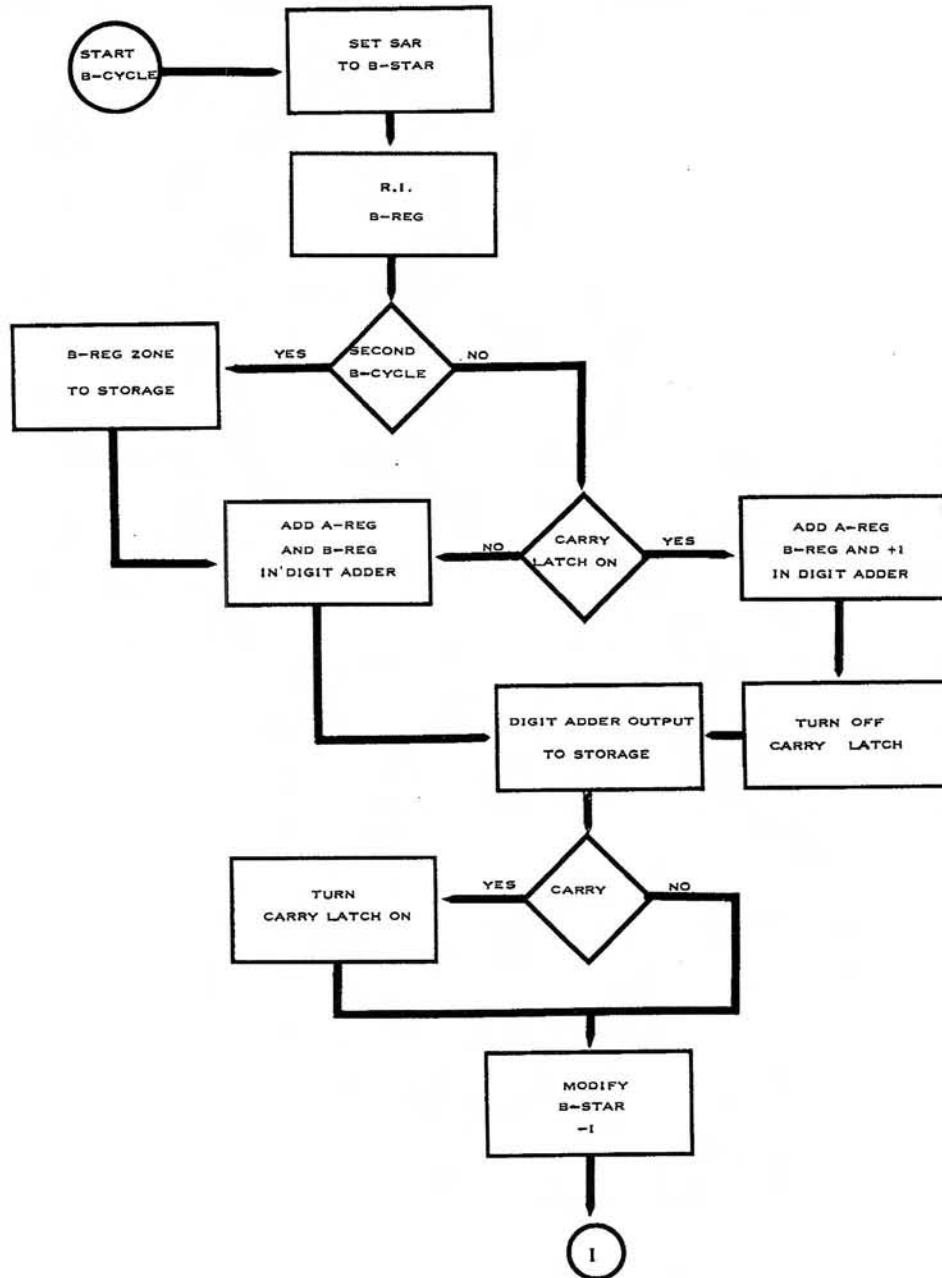 START
B-CYCLE
SET SAR
TO B-STAR
R.I.
B-REG
SECOND
B-CYCLE
YES
NO
B-REG ZONE
TO STORAGE
ADD A-REG
AND B-REG
IN DIGIT ADDER
NO
CARRY
LATCH ON
YES
ADD A-REG
B-REG AND +1
IN DIGIT ADDER
DIGIT ADDER OUTPUT
TO STORAGE
TURN OFF
CARRY LATCH
TURN
CARRY LATCH ON
YES
CARRY
NO
MODIFY
B-STAR
-1
I